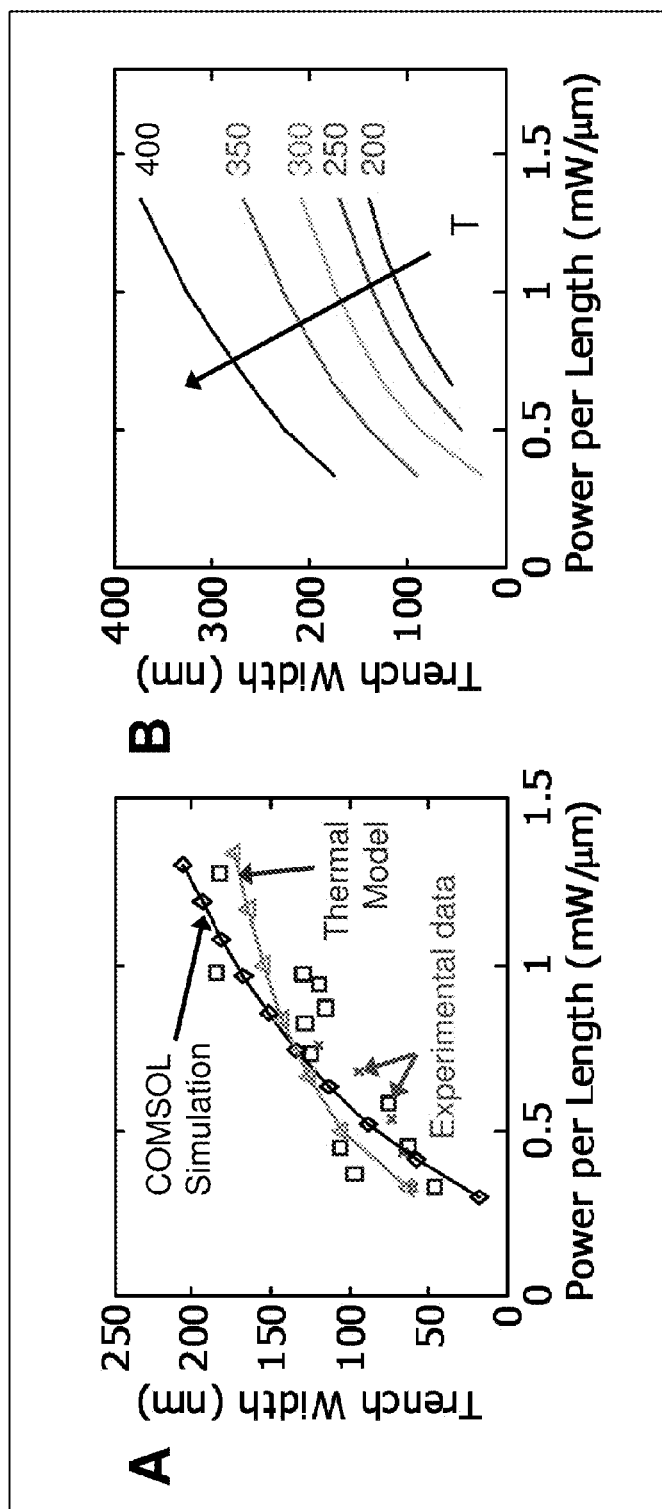 A
Trench Width (nm)
250
200
150
100
50
0
0.5
1
1.5
Power per Length (mW/μm)
COMSOL
Simulation
Thermal
Model
Experimental data
B
Trench Width (nm)
400
300
200
100
0
0
0.5
1
1.5
Power per Length (mW/μm)
400
350
300
250
200
T